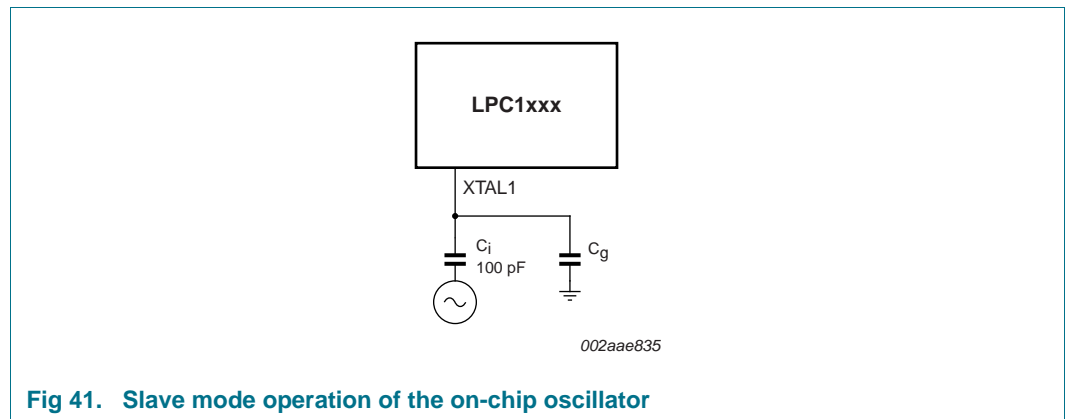 LPC1xxx
XTAL1
Ci
100 pF
Cg
002aae835
Fig 41. Slave mode operation of the on-chip oscillator